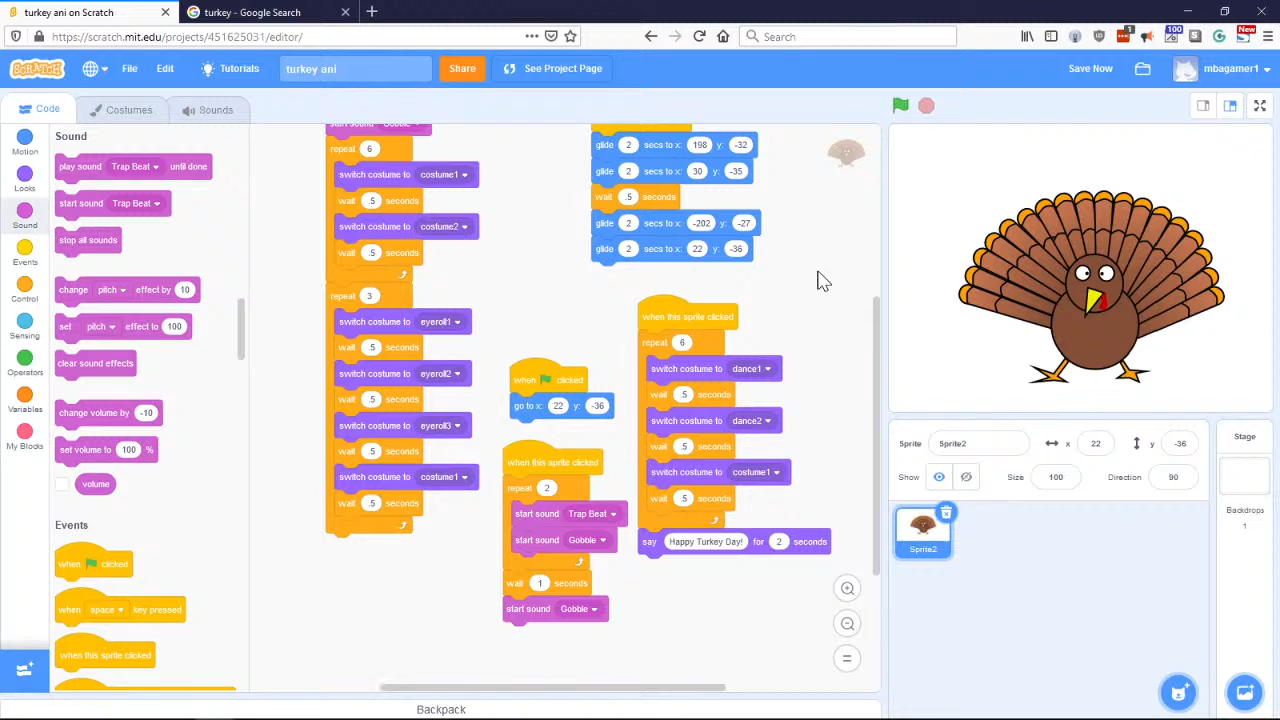 turkey ani on Scratch
turkey - Google Search
https://scratch.mit.edu/projects/451625031/editor/
Search
100
New
SCRATCH
File
Edit
Tutorials
turkey ani
Share
See Project Page
Save Now
mbagamer1
Code
Costumes
Sounds
Motion
Looks
Sound
Events
Control
Sensing
Operators
Variables
My Blocks
Sound
play sound Trap Beat until done
start sound Trap Beat
stop all sounds
change pitch effect by 10
set pitch effect to 100
clear sound effects
change volume by -10
set volume to 100 %
volume
Events
when clicked
when space key pressed
when this sprite clicked
start sound Gobble
repeat 6
switch costume to costume1
wait .5 seconds
switch costume to costume2
wait .5 seconds
repeat 3
switch costume to eyeroll1
wait .5 seconds
switch costume to eyeroll2
wait .5 seconds
switch costume to eyeroll3
wait .5 seconds
switch costume to costume1
wait .5 seconds
glide 2 secs to x: 198 y: -32
glide 2 secs to x: 30 y: -35
wait .5 seconds
glide 2 secs to x: -202 y: -27
glide 2 secs to x: 22 y: -36
when clicked
go to x: 22 y: -36
when this sprite clicked
repeat 2
start sound Trap Beat
start sound Gobble
wait 1 seconds
start sound Gobble
when this sprite clicked
repeat 6
switch costume to dance1
wait .5 seconds
switch costume to dance2
wait .5 seconds
switch costume to costume1
wait .5 seconds
say Happy Turkey Day! for 2 seconds
Sprite Sprite2 x 22 y -36
Show Size 100 Direction 90
Sprite2
Stage
Backdrops
1
Backpack